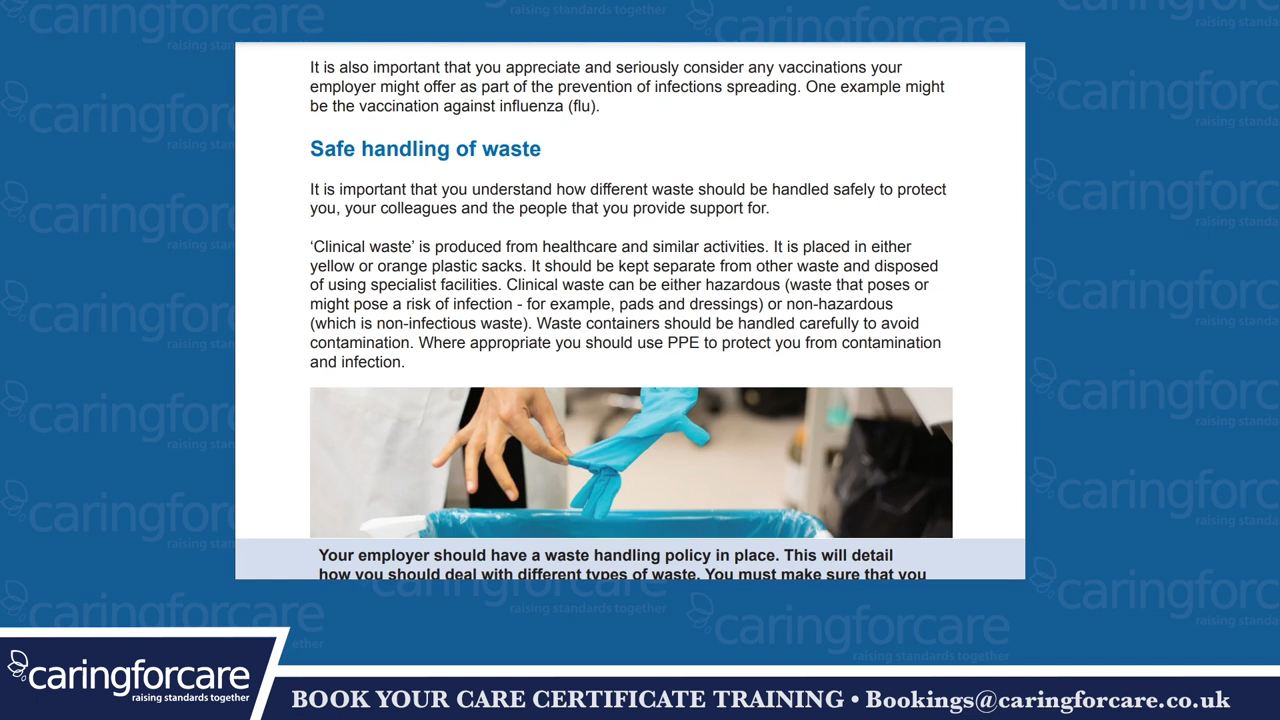 It is also important that you appreciate and seriously consider any vaccinations your
employer might offer as part of the prevention of infections spreading. One example might
be the vaccination against influenza (flu).
Safe handling of waste
It is important that you understand how different waste should be handled safely to protect
you, your colleagues and the people that you provide support for.
‘Clinical waste’ is produced from healthcare and similar activities. It is placed in either
yellow or orange plastic sacks. It should be kept separate from other waste and disposed
of using specialist facilities. Clinical waste can be either hazardous (waste that poses or
might pose a risk of infection - for example, pads and dressings) or non-hazardous
(which is non-infectious waste). Waste containers should be handled carefully to avoid
contamination. Where appropriate you should use PPE to protect you from contamination
and infection.
Your employer should have a waste handling policy in place. This will detail
how you should deal with different types of waste. You must make sure that you
caringforcare
raising standards together
BOOK YOUR CARE CERTIFICATE TRAINING • Bookings@caringforcare.co.uk